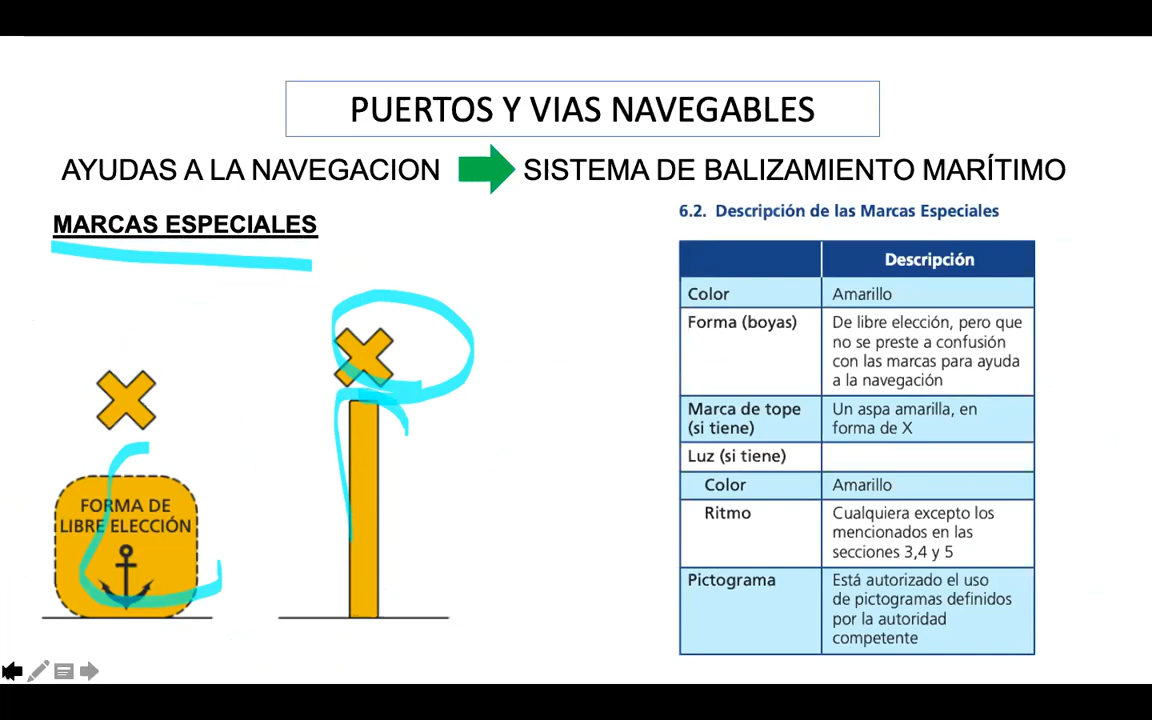 PUERTOS Y VIAS NAVEGABLES
AYUDAS A LA NAVEGACION
SISTEMA DE BALIZAMIENTO MARÍTIMO
MARCAS ESPECIALES
FORMA DE
LIBRE ELECCIÓN
6.2. Descripción de las Marcas Especiales
Descripción
Color
Amarillo
Forma (boyas)
De libre elección, pero que
no se preste a confusión
con las marcas para ayuda
a la navegación
Marca de tope
(si tiene)
Un aspa amarilla, en
forma de X
Luz (si tiene)
Color
Amarillo
Ritmo
Cualquiera excepto los
mencionados en las
secciones 3,4 y 5
Pictograma
Está autorizado el uso
de pictogramas definidos
por la autoridad
competente